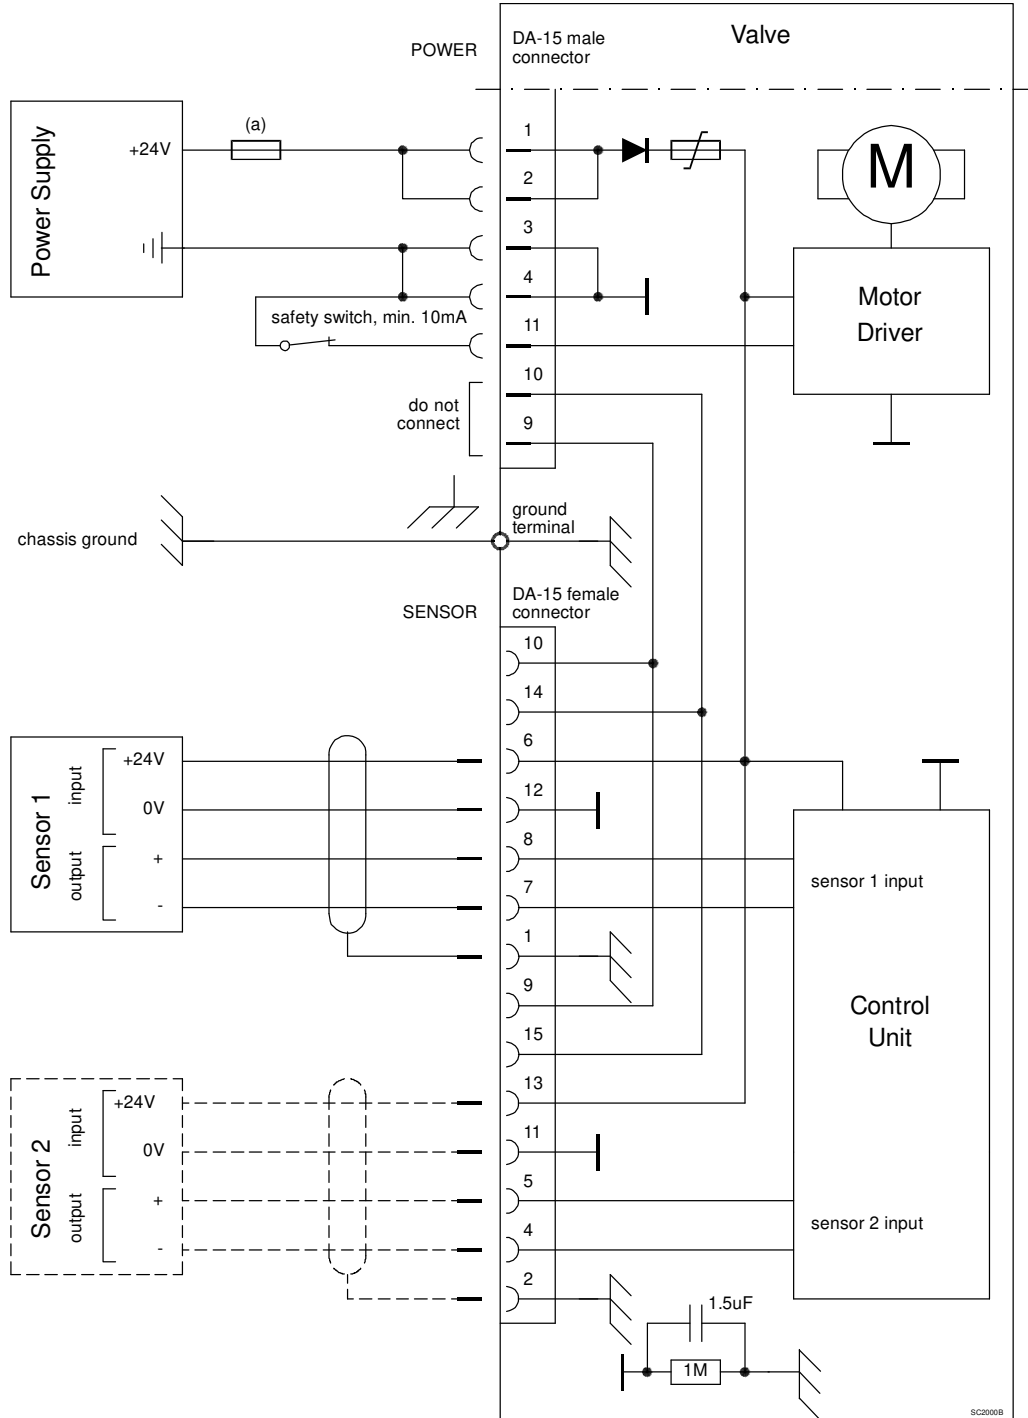 Valve
DA-15 male
connector
POWER
Power Supply
+24V
(a)
1
2
3
4
safety switch, min. 10mA
11
10
do not
connect
9
M
Motor
Driver
chassis ground
ground
terminal
SENSOR
DA-15 female
connector
10
14
6
12
8
7
1
9
15
13
11
5
4
2
Sensor 1
input
output
+24V
0V
+
-
Sensor 2
input
output
+24V
0V
+
-
sensor 1 input
Control
Unit
sensor 2 input
1.5uF
1M
SC2000B